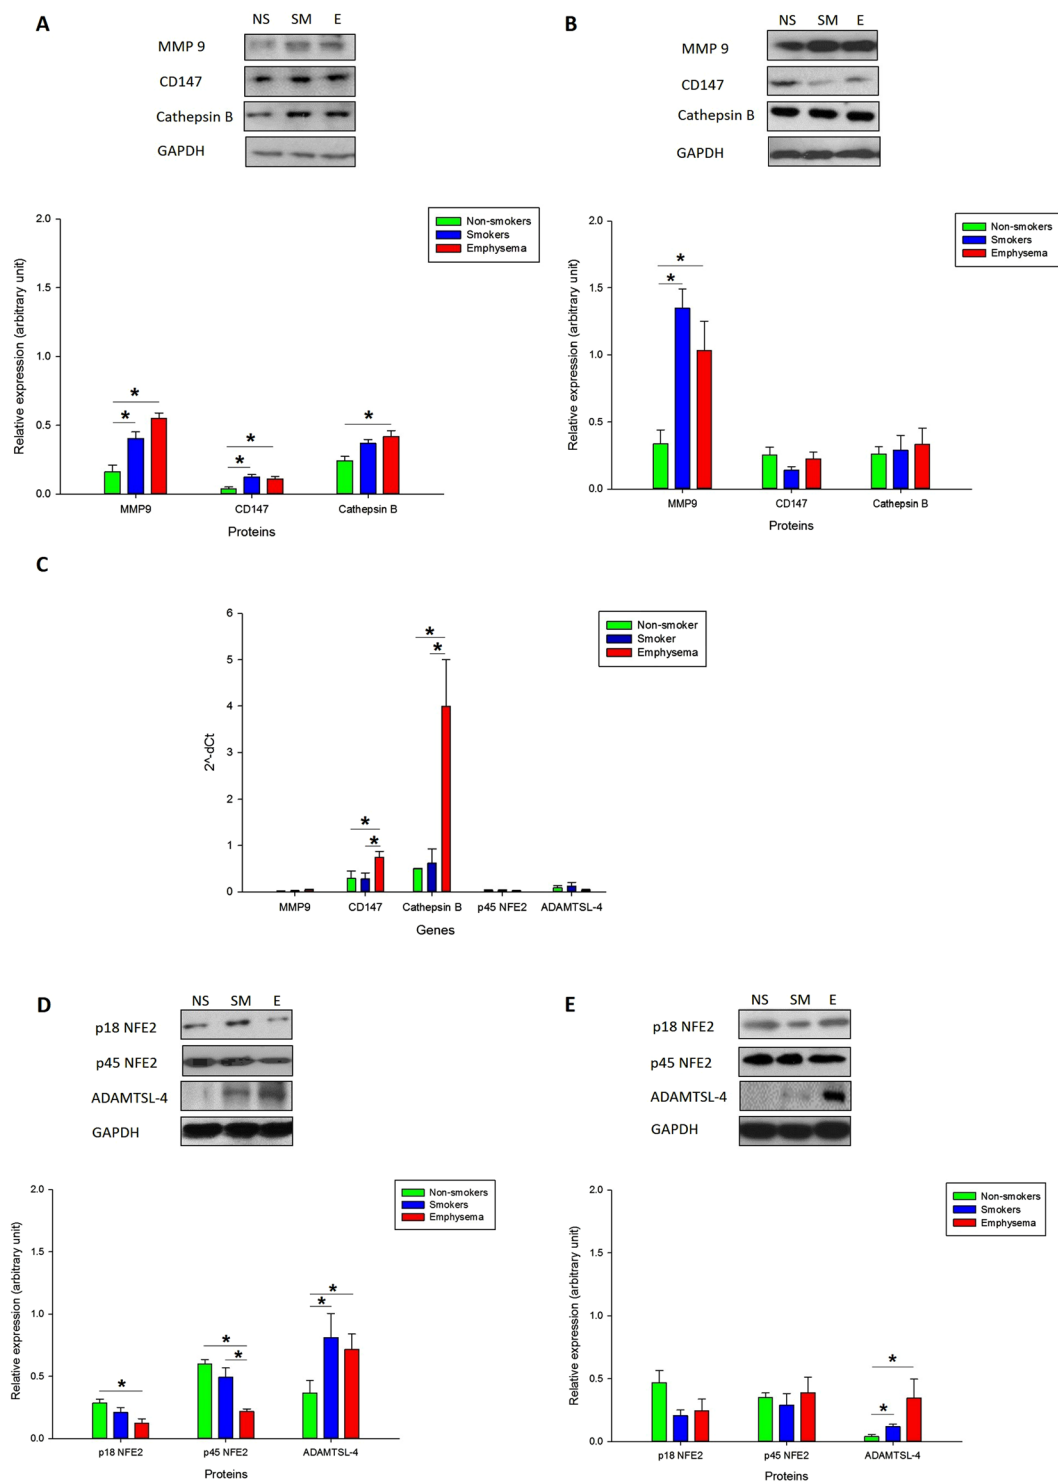 A
NS SM E
MMP 9
CD147
Cathepsin B
GAPDH
Relative expression (arbitrary unit)
2.0
1.5
1.0
0.5
0.0
Non-smokers
Smokers
Emphysema
*
*
*
*
*
MMP9 CD147 Cathepsin B
Proteins
B
NS SM E
MMP 9
CD147
Cathepsin B
GAPDH
Relative expression (arbitrary unit)
2.0
1.5
1.0
0.5
0.0
Non-smokers
Smokers
Emphysema
*
*
MMP9 CD147 Cathepsin B
Proteins
C
2^-dCt
6
5
4
3
2
1
0
Non-smoker
Smoker
Emphysema
*
*
*
*
MMP9 CD147 Cathepsin B p45 NFE2 ADAMTSL-4
Genes
D
NS SM E
p18 NFE2
p45 NFE2
ADAMTSL-4
GAPDH
Relative expression (arbitrary unit)
2.0
1.5
1.0
0.5
0.0
Non-smokers
Smokers
Emphysema
*
*
*
*
*
p18 NFE2 p45 NFE2 ADAMTSL-4
Proteins
E
NS SM E
p18 NFE2
p45 NFE2
ADAMTSL-4
GAPDH
Relative expression (arbitrary unit)
2.0
1.5
1.0
0.5
0.0
Non-smokers
Smokers
Emphysema
*
*
p18 NFE2 p45 NFE2 ADAMTSL-4
Proteins